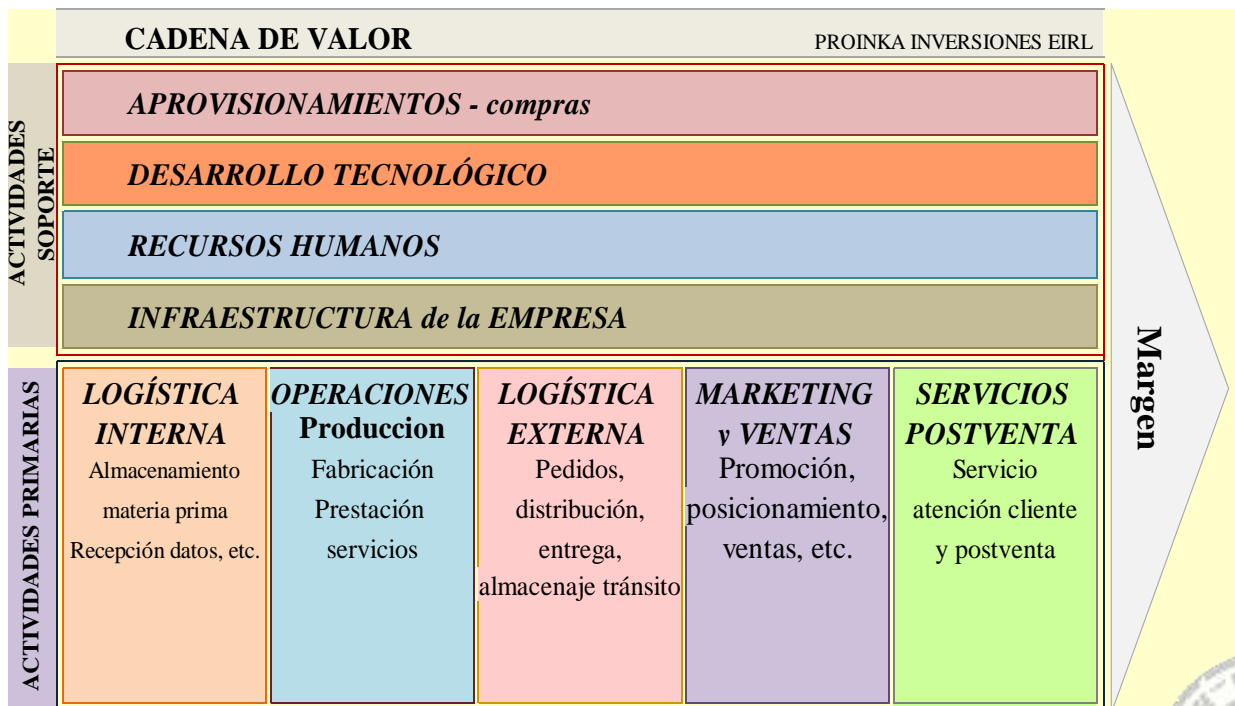 CADENA DE VALOR
PROINKA INVERSIONES EIRL
ACTIVIDADES
SOPORTE
APROVISIONAMIENTOS - compras
DESARROLLO TECNOLÓGICO
RECURSOS HUMANOS
INFRAESTRUCTURA de la EMPRESA
Margen
ACTIVIDADES PRIMARIAS
LOGÍSTICA
INTERNA
Almacenamiento
materia prima
Recepción datos, etc.
OPERACIONES
Produccion
Fabricación
Prestación
servicios
LOGÍSTICA
EXTERNA
Pedidos,
distribución,
entrega,
almacenaje tránsito
MARKETING
y VENTAS
Promoción,
posicionamiento,
ventas, etc.
SERVICIOS
POSTVENTA
Servicio
atención cliente
y postventa